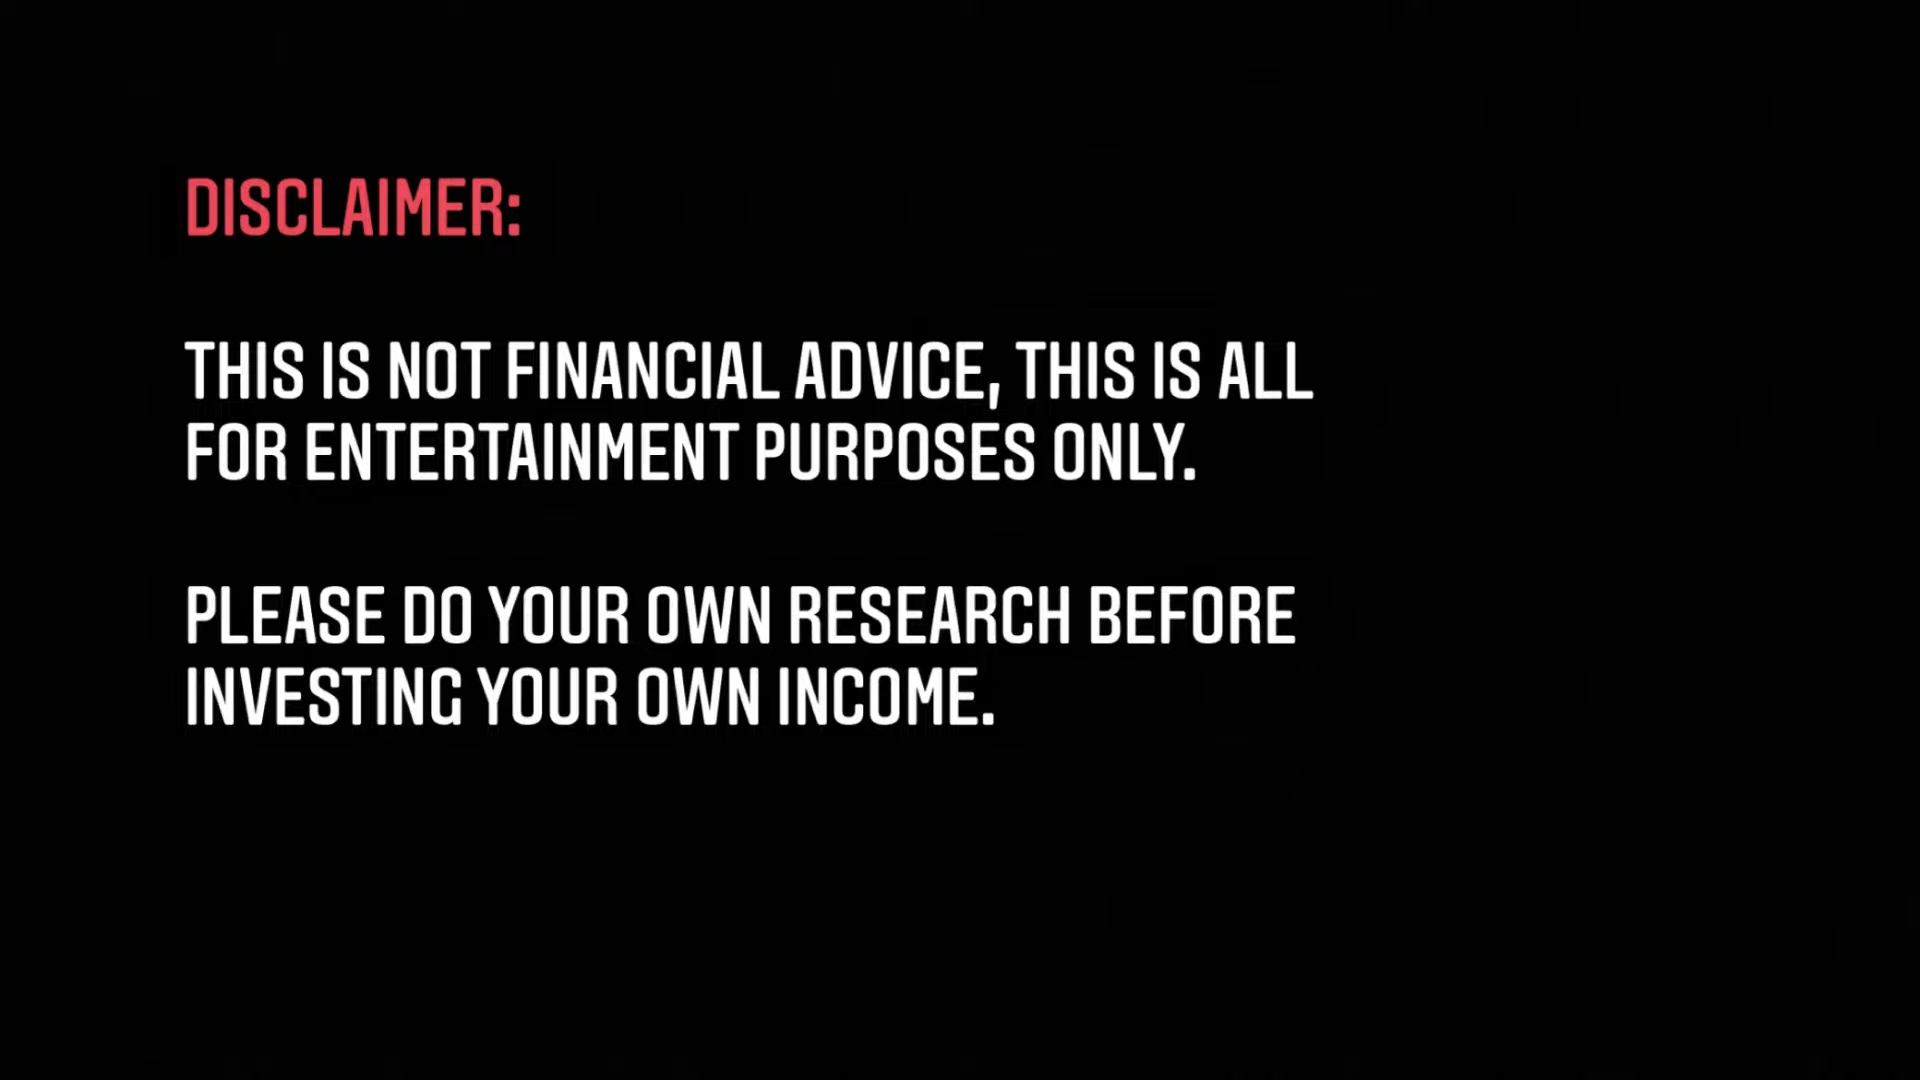 DISCLAIMER:
THIS IS NOT FINANCIAL ADVICE, THIS IS ALL
FOR ENTERTAINMENT PURPOSES ONLY.
PLEASE DO YOUR OWN RESEARCH BEFORE
INVESTING YOUR OWN INCOME.